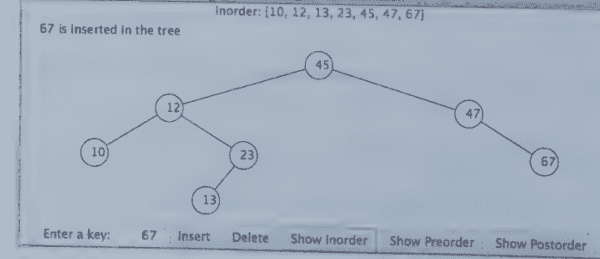 Inorder: [10, 12, 13, 23, 45, 47, 67]
67 is inserted in the tree
45
12
47
10
23
67
13
Enter a key: 67 Insert Delete Show Inorder Show Preorder Show Postorder